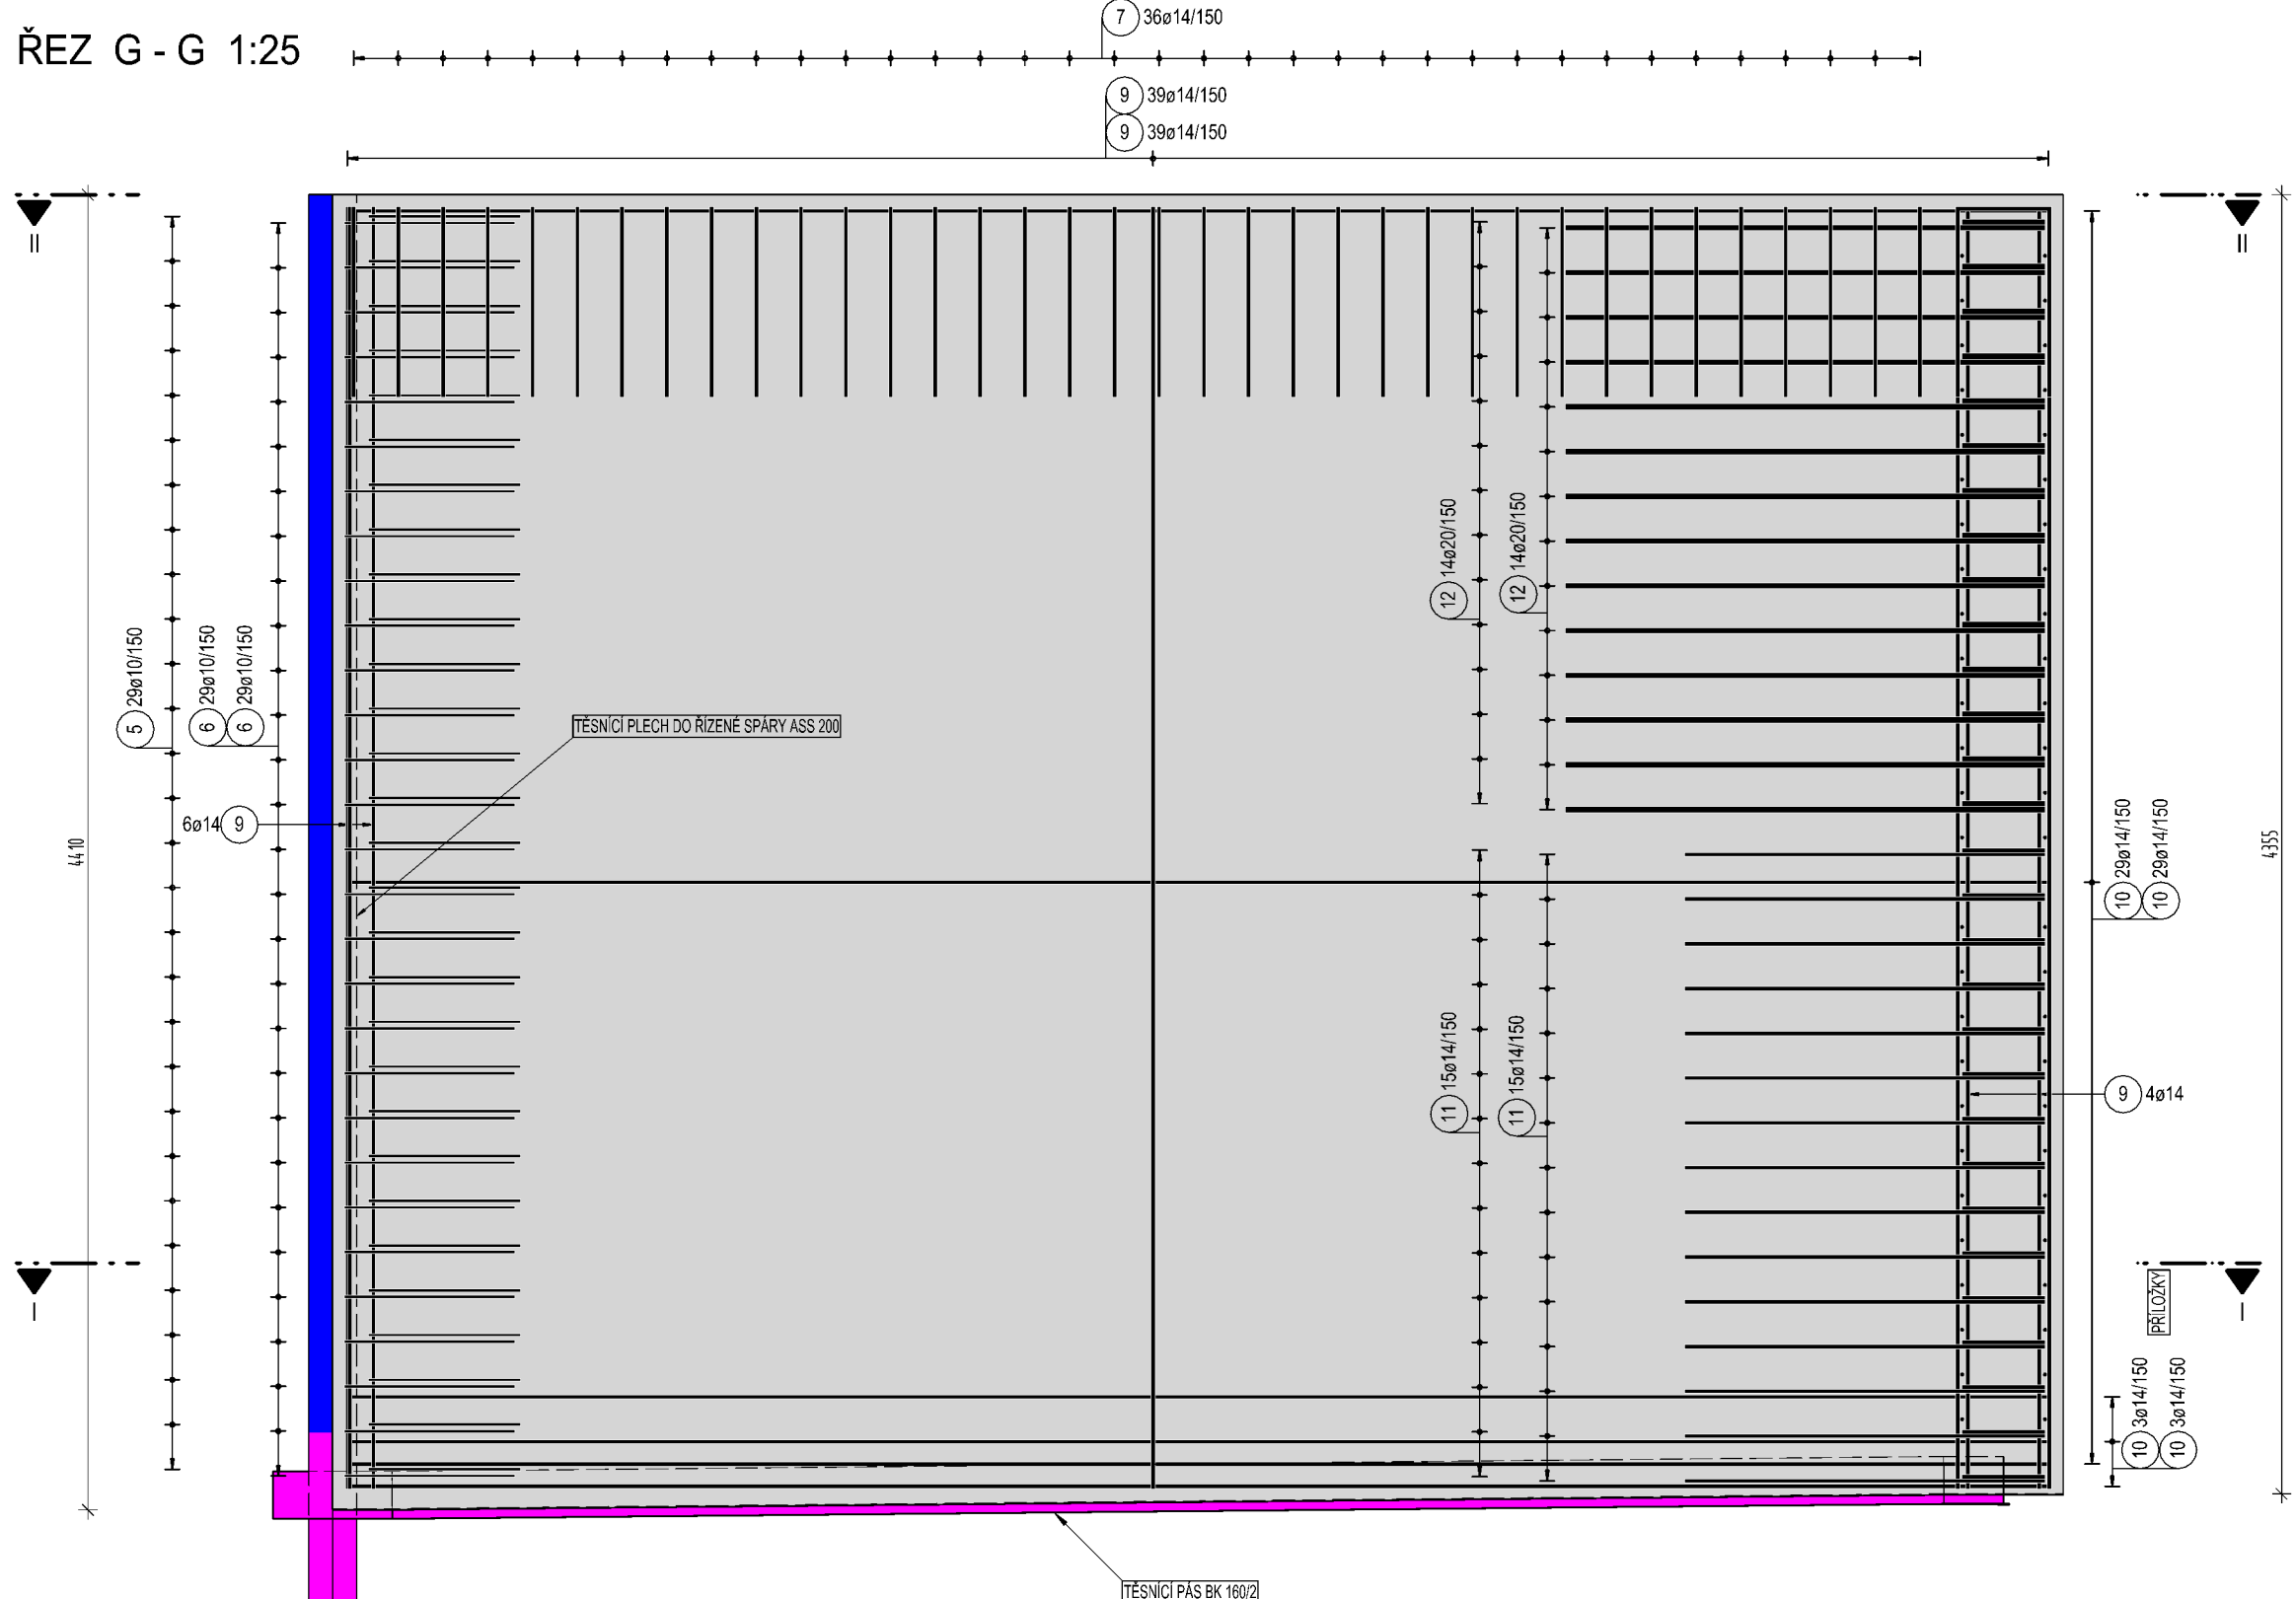 7 36ø14/150
ŘEZ G - G 1:25
9 39ø14/150
9 39ø14/150
II
II
12 14ø20/150
12 14ø20/150
5 29ø10/150
6 29ø10/150
6 29ø10/150
TĚSNÍCÍ PLECH DO ŘÍZENÉ SPÁRY ASS 200
6ø14 9
4410
10 29ø14/150
10 29ø14/150
4355
11 15ø14/150
11 15ø14/150
9 4ø14
I
PŘÍLOŽKY
I
10 3ø14/150
10 3ø14/150
TĚSNÍCÍ PÁS BK 160/2